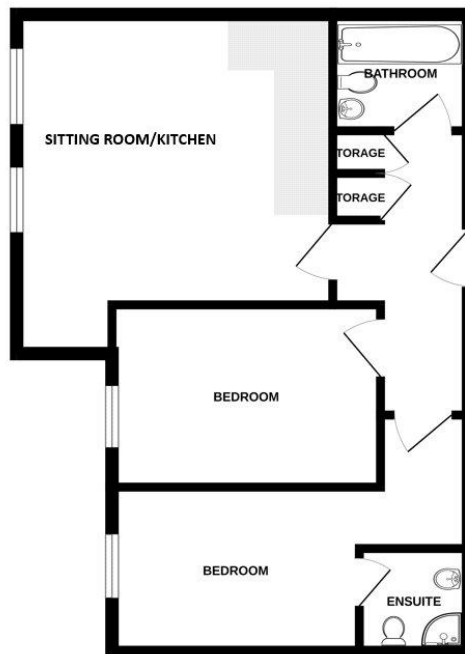 BATHROOM
SITTING ROOM/KITCHEN
TORAGE
TORAGE
BEDROOM
BEDROOM
ENSUITE